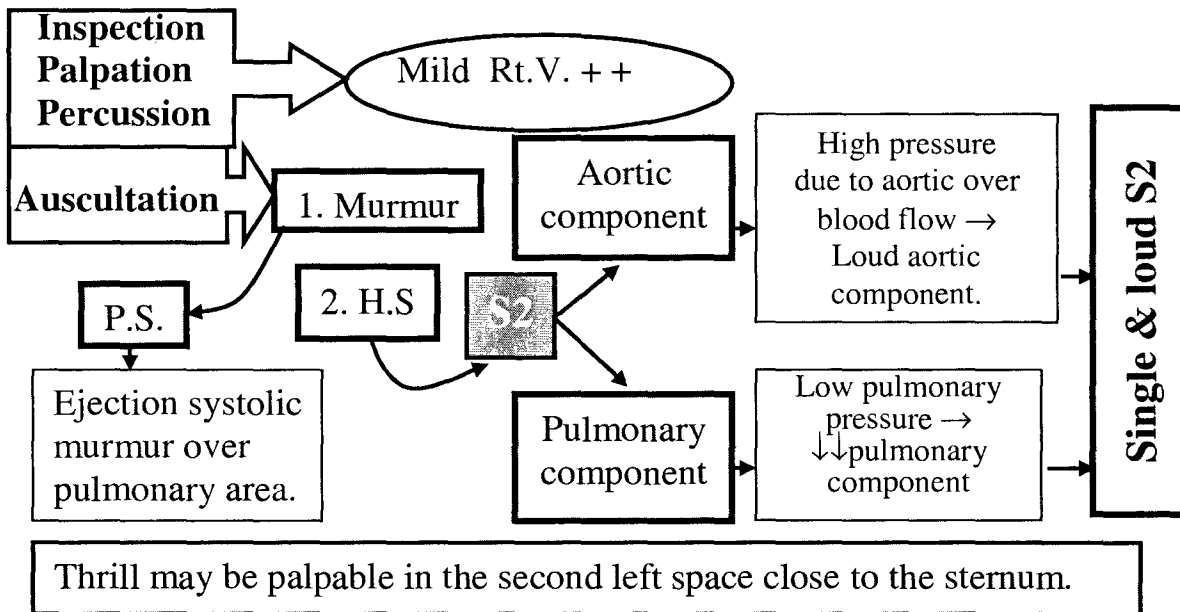 Inspection
Palpation
Percussion
Mild Rt.V. + +
Auscultation
1. Murmur
P.S.
Ejection systolic
murmur over
pulmonary area.
2. H.S
S2
Aortic
component
High pressure
due to aortic over
blood flow →
Loud aortic
component.
Pulmonary
component
Low pulmonary
pressure →
↓↓pulmonary
component
Single & loud S2
Thrill may be palpable in the second left space close to the sternum.